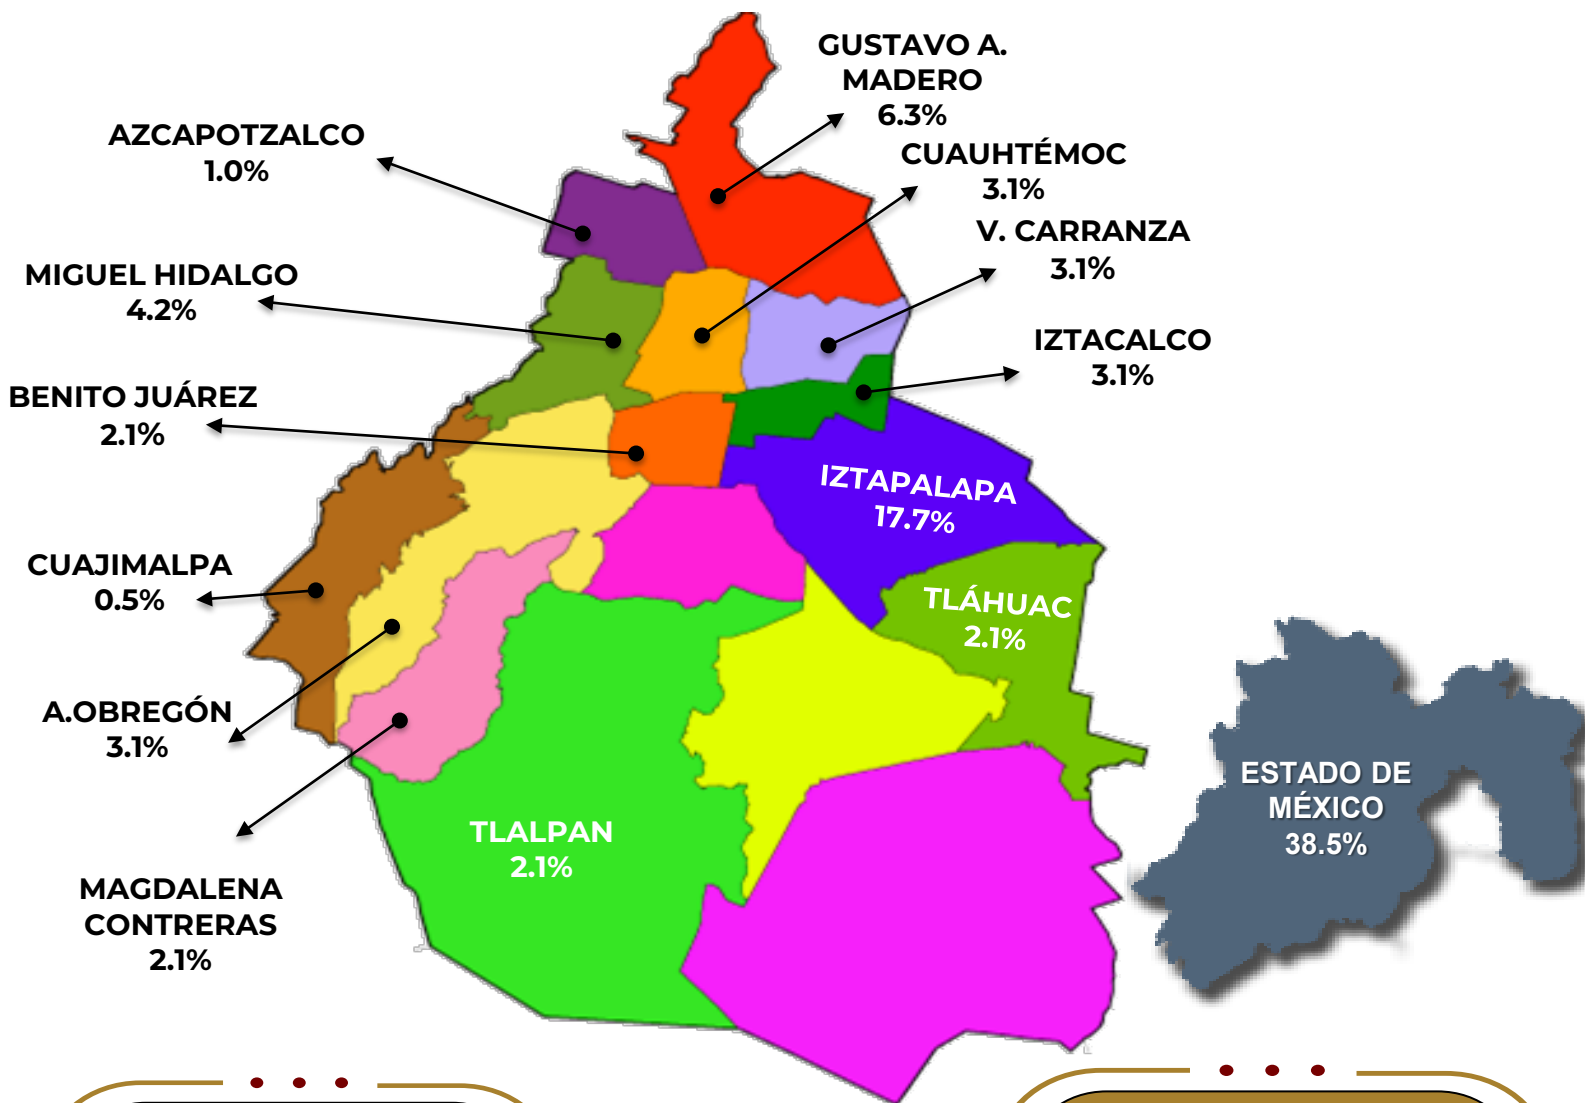 GUSTAVO A.
MADERO
6.3%
AZCAPOTZALCO
1.0%
CUAUHTÉMOC
3.1%
V. CARRANZA
3.1%
MIGUEL HIDALGO
4.2%
IZTACALCO
3.1%
BENITO JUÁREZ
2.1%
IZTAPALAPA
17.7%
CUAJIMALPA
0.5%
TLÁHUAC
2.1%
A.OBREGÓN
3.1%
ESTADO DE
MÉXICO
38.5%
TLALPAN
2.1%
MAGDALENA
CONTRERAS
2.1%